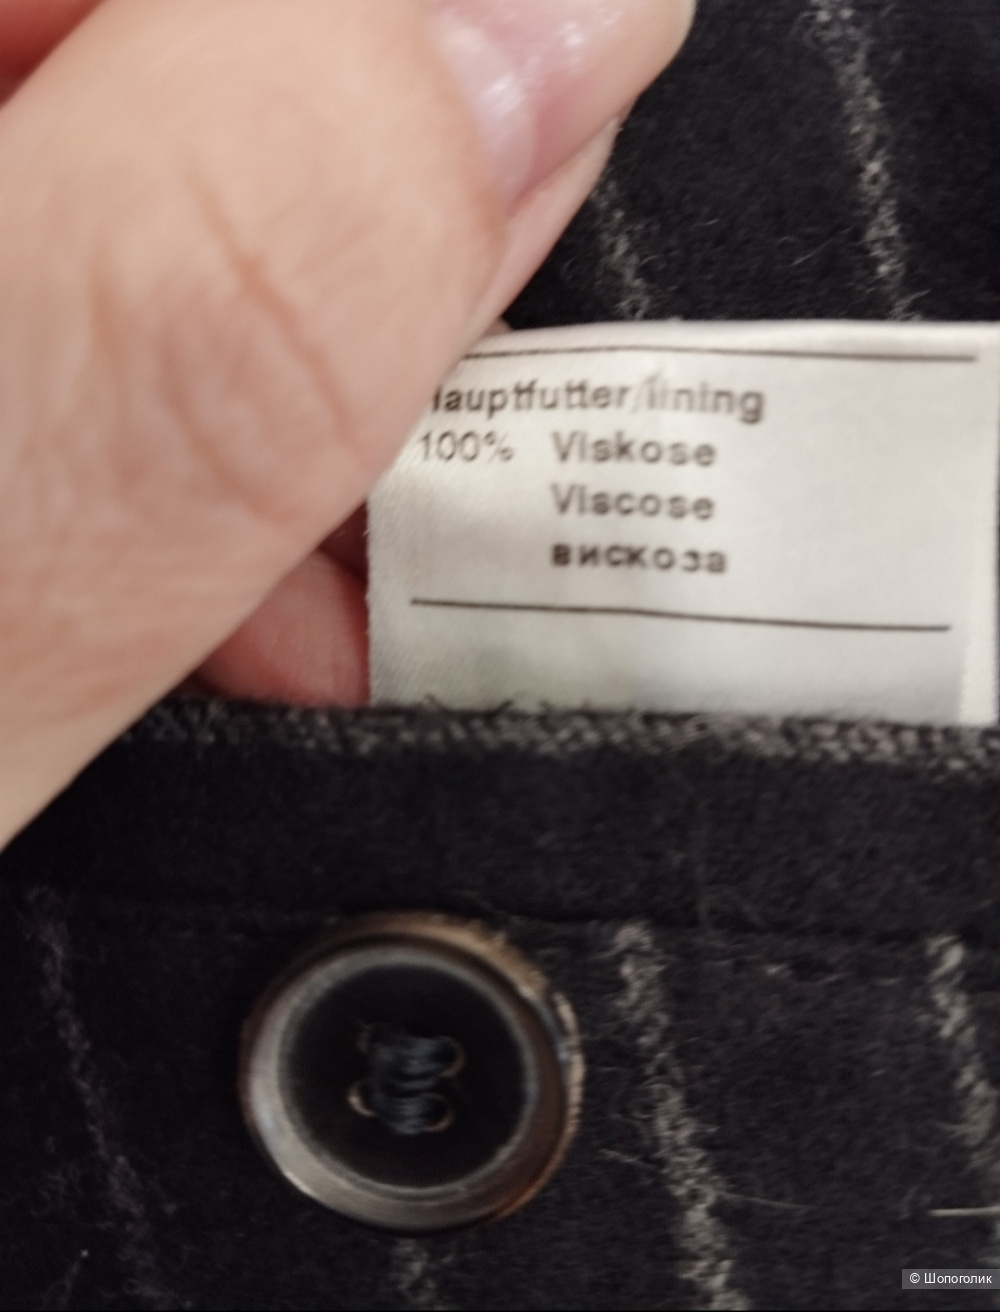 Hauptfutter/lining
100% Viskose
Viscose
вискоза
© Шопоголик